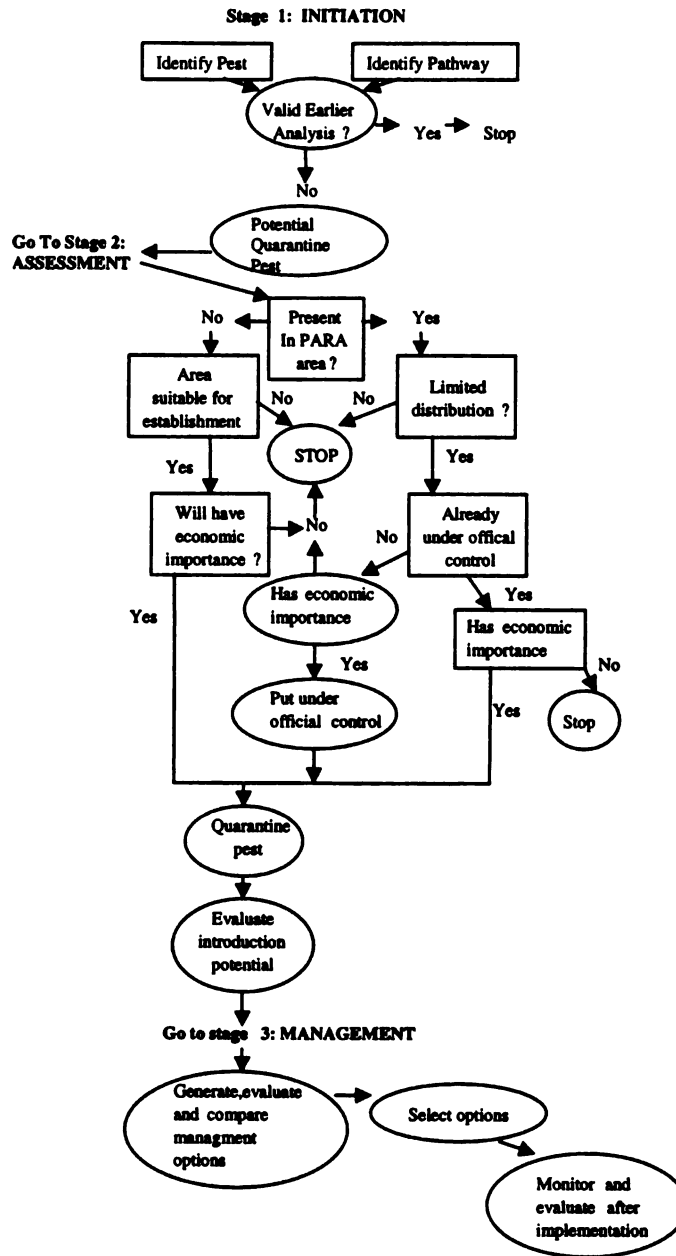 Stage 1: INITIATION
Identify Pest
Identify Pathway
Valid Earlier
Analysis ?
Yes
Stop
No
Potential
Quarantine
Pest
Go To Stage 2:
ASSESSMENT
No
Present
In PARA
area ?
Yes
Area
suitable for
establishment
No
No
Limited
distribution ?
STOP
Yes
Yes
Will have
economic
importance ?
No
No
Already
under offical
control
Yes
Has economic
importance
Yes
Has economic
importance
Yes
No
Put under
official control
Yes
Stop
Quarantine
pest
Evaluate
introduction
potential
Go to stage 3: MANAGEMENT
Generate,evaluate
and compare
managment
options
Select options
Monitor and
evaluate after
implementation